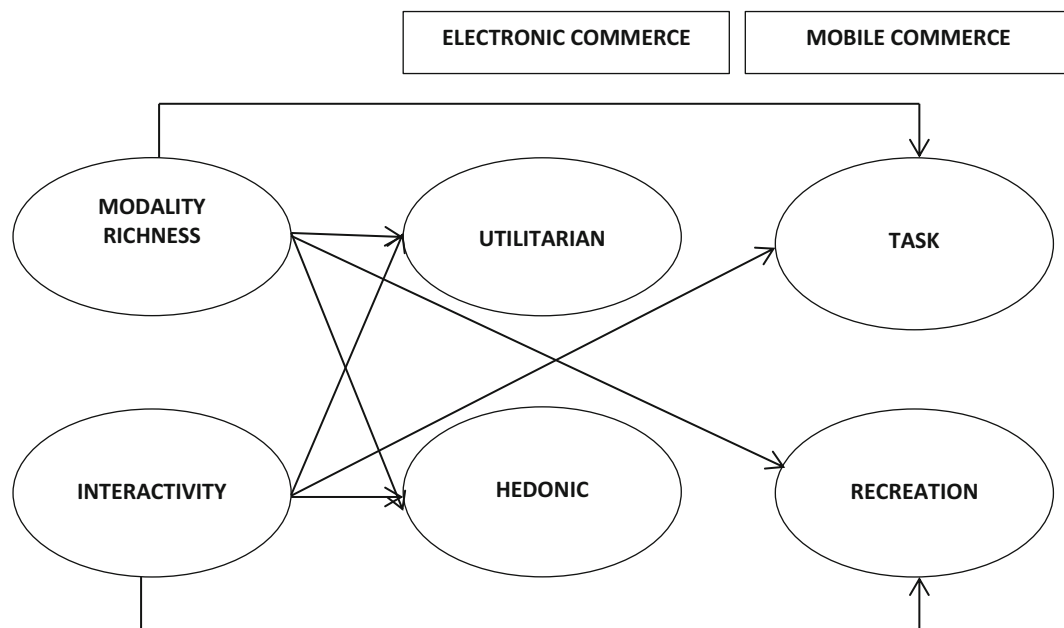 ELECTRONIC COMMERCE
MOBILE COMMERCE
MODALITY
RICHNESS
UTILITARIAN
TASK
INTERACTIVITY
HEDONIC
RECREATION